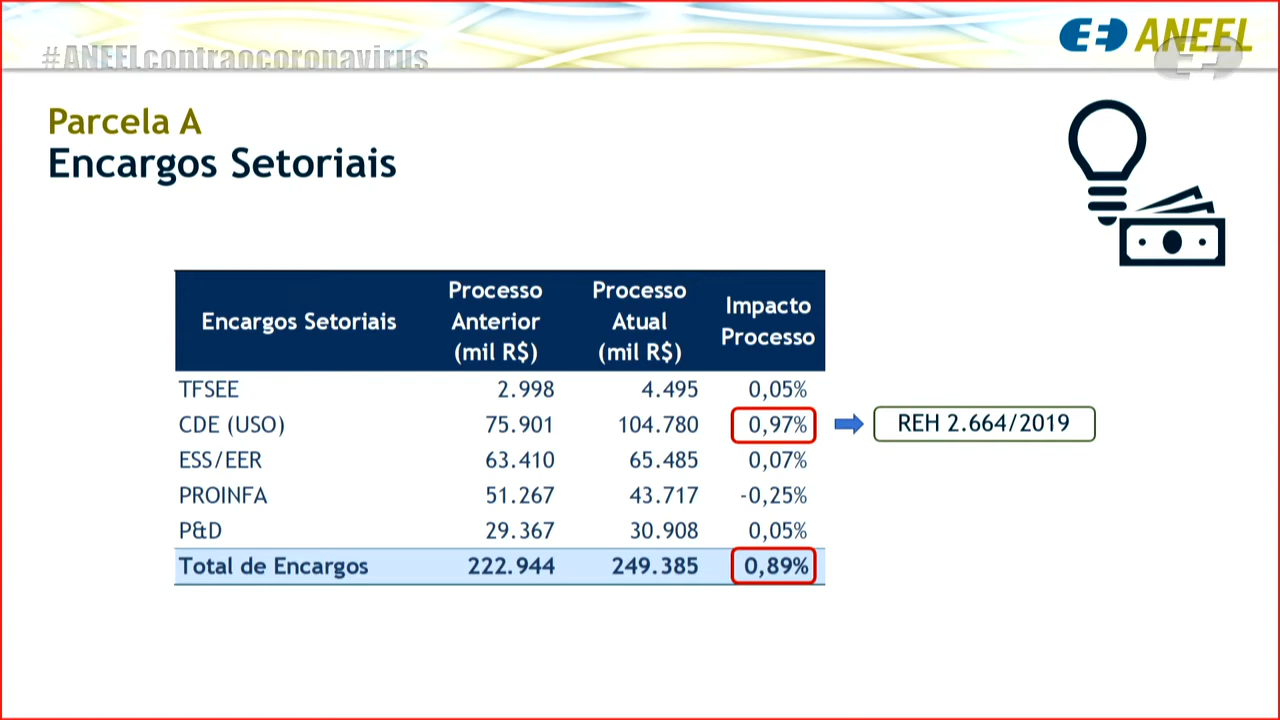 #ANEELcontraocoronavirus
ANEEL
Parcela A
Encargos Setoriais
Encargos Setoriais Processo Anterior (mil R$) Processo Atual (mil R$) Impacto Processo
TFSEE 2.998 4.495 0,05%
CDE (USO) 75.901 104.780 0,97% REH 2.664/2019
ESS/EER 63.410 65.485 0,07%
PROINFA 51.267 43.717 -0,25%
P&D 29.367 30.908 0,05%
Total de Encargos 222.944 249.385 0,89%